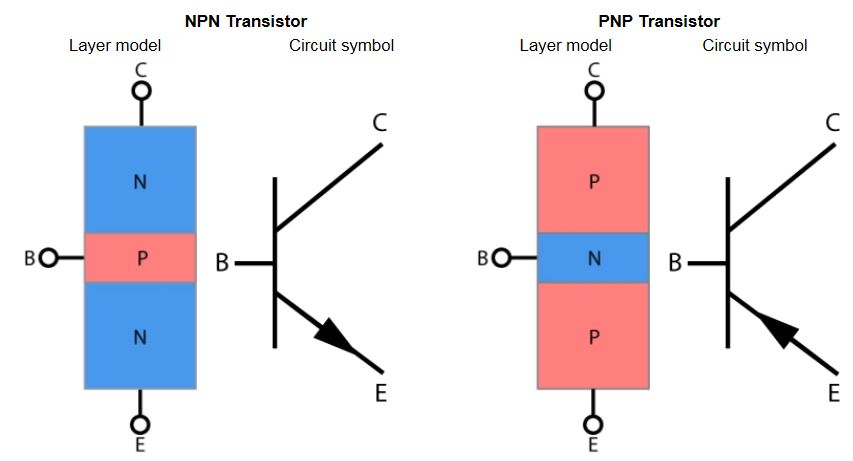 NPN Transistor
Layer model
Circuit symbol
C
N
B
P
N
E
C
B
E
PNP Transistor
Layer model
Circuit symbol
C
P
B
N
P
E
C
B
E